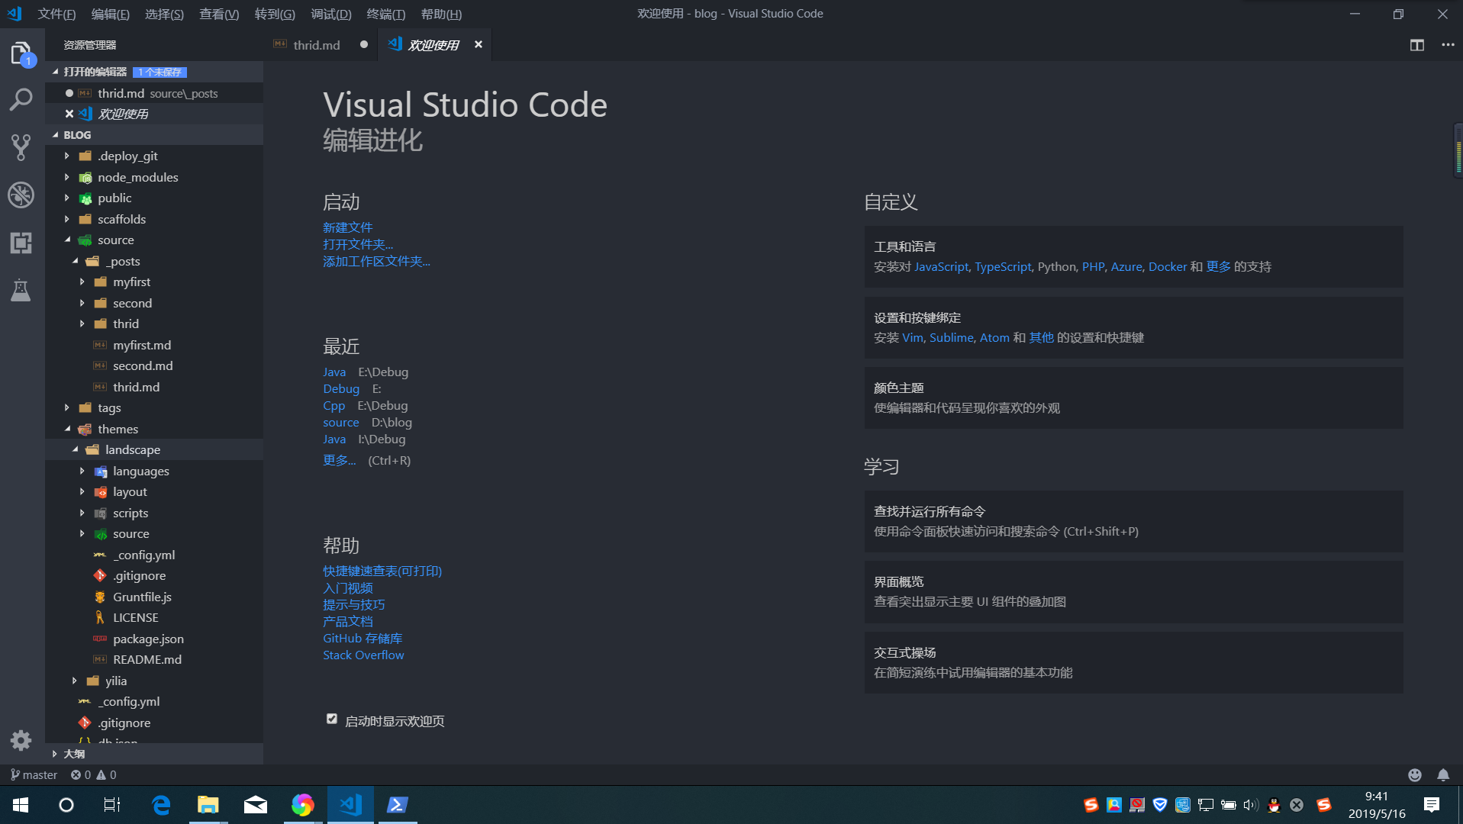 文件(F) 编辑(E) 选择(S) 查看(V) 转到(G) 调试(D) 终端(T) 帮助(H) 欢迎使用 - blog - Visual Studio Code
资源管理器
thrid.md
欢迎使用
打开的编辑器 1 个未保存
thrid.md source\_posts
欢迎使用
BLOG
.deploy_git
node_modules
public
scaffolds
source
_posts
myfirst
second
thrid
myfirst.md
second.md
thrid.md
tags
themes
landscape
languages
layout
scripts
source
_config.yml
.gitignore
Gruntfile.js
LICENSE
package.json
README.md
yilia
_config.yml
.gitignore
db.json
大纲
Visual Studio Code
编辑进化
启动
新建文件
打开文件夹...
添加工作区文件夹...
最近
Java E:\Debug
Debug E:
Cpp E:\Debug
source D:\blog
Java I:\Debug
更多... (Ctrl+R)
帮助
快捷键速查表(可打印)
入门视频
提示与技巧
产品文档
GitHub 存储库
Stack Overflow
启动时显示欢迎页
自定义
工具和语言
安装对 JavaScript, TypeScript, Python, PHP, Azure, Docker 和 更多 的支持
设置和按键绑定
安装 Vim, Sublime, Atom 和 其他 的设置和快捷键
颜色主题
使编辑器和代码呈现你喜欢的外观
学习
查找并运行所有命令
使用命令面板快速访问和搜索命令 (Ctrl+Shift+P)
界面概览
查看突出显示主要 UI 组件的叠加图
交互式操场
在简短演练中试用编辑器的基本功能
master 0 0
9:41
2019/5/16